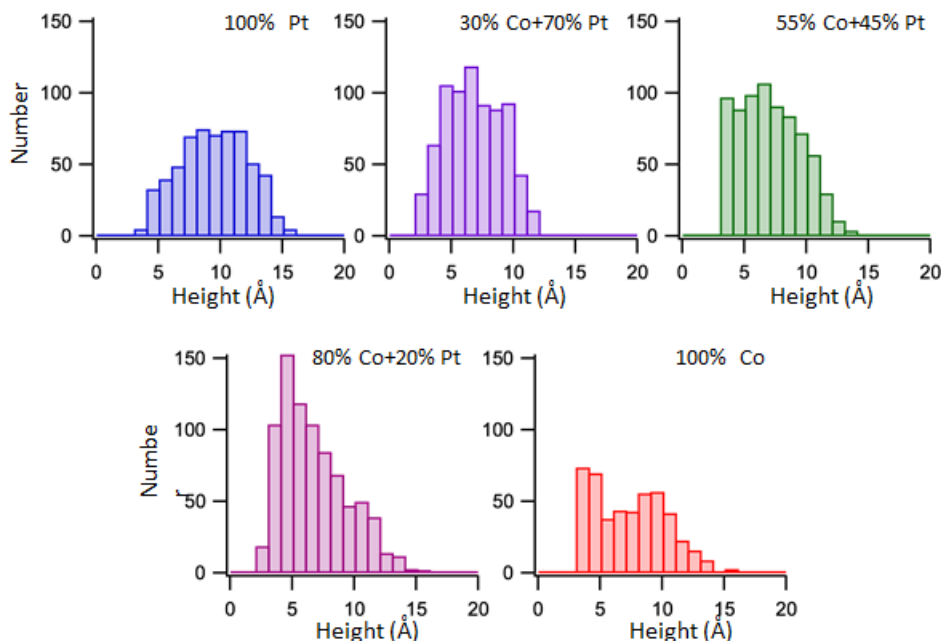 100% Pt
30% Co+70% Pt
55% Co+45% Pt
150
100
50
0
Number
0 5 10 15 20
Height (Å)
150
100
50
0
0 5 10 15 20
Height (Å)
150
100
50
0
0 5 10 15 20
Height (Å)
80% Co+20% Pt
100% Co
150
100
50
0
Numbe
r
0 5 10 15 20
Height (Å)
150
100
50
0
0 5 10 15 20
Height (Å)